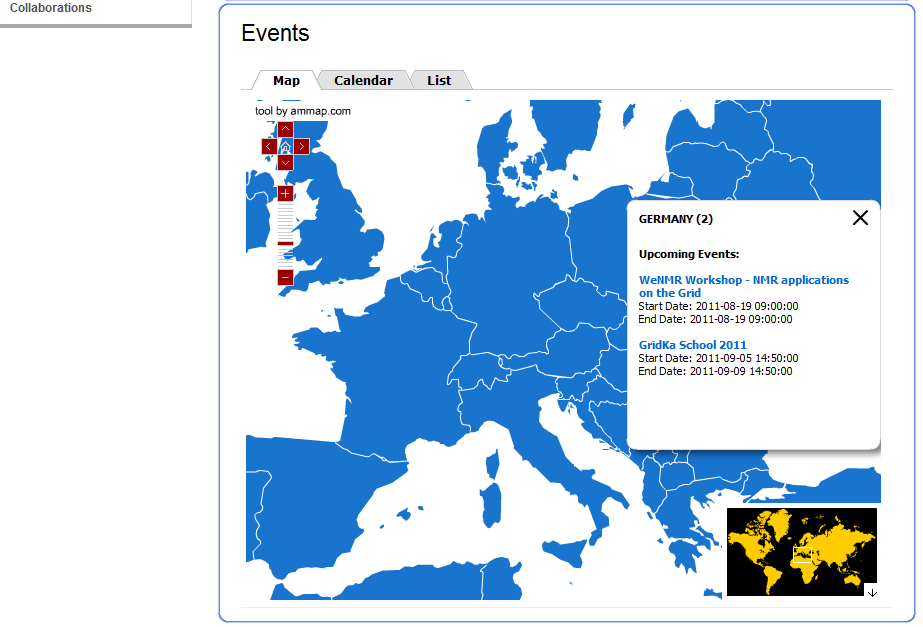 Collaborations
Events
Map
Calendar
List
tool by ammap.com
GERMANY (2)
Upcoming Events:
WeNMR Workshop - NMR applications
on the Grid
Start Date: 2011-08-19 09:00:00
End Date: 2011-08-19 09:00:00
GridKa School 2011
Start Date: 2011-09-05 14:50:00
End Date: 2011-09-09 14:50:00